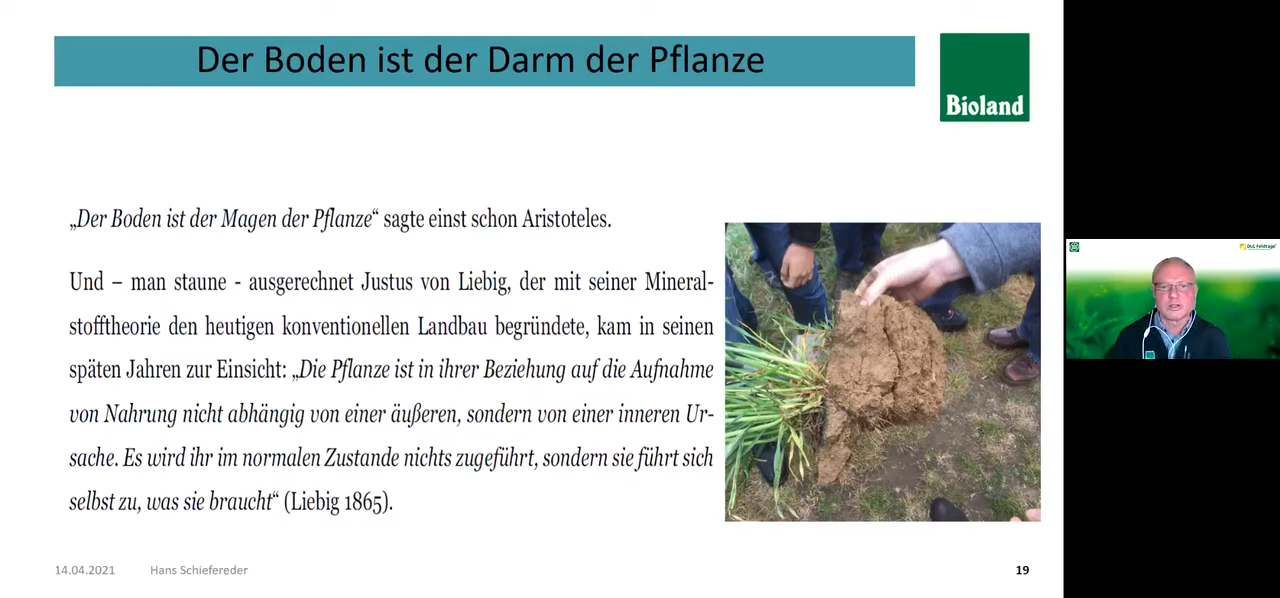 Der Boden ist der Darm der Pflanze
Bioland
„Der Boden ist der Magen der Pflanze“ sagte einst schon Aristoteles.
Und – man staune - ausgerechnet Justus von Liebig, der mit seiner Mineral-
stofftheorie den heutigen konventionellen Landbau begründete, kam in seinen
späten Jahren zur Einsicht: „Die Pflanze ist in ihrer Beziehung auf die Aufnahme
von Nahrung nicht abhängig von einer äußeren, sondern von einer inneren Ur-
sache. Es wird ihr im normalen Zustande nichts zugeführt, sondern sie führt sich
selbst zu, was sie braucht“ (Liebig 1865).
14.04.2021 Hans Schiefereder 19
DLG Feldtage